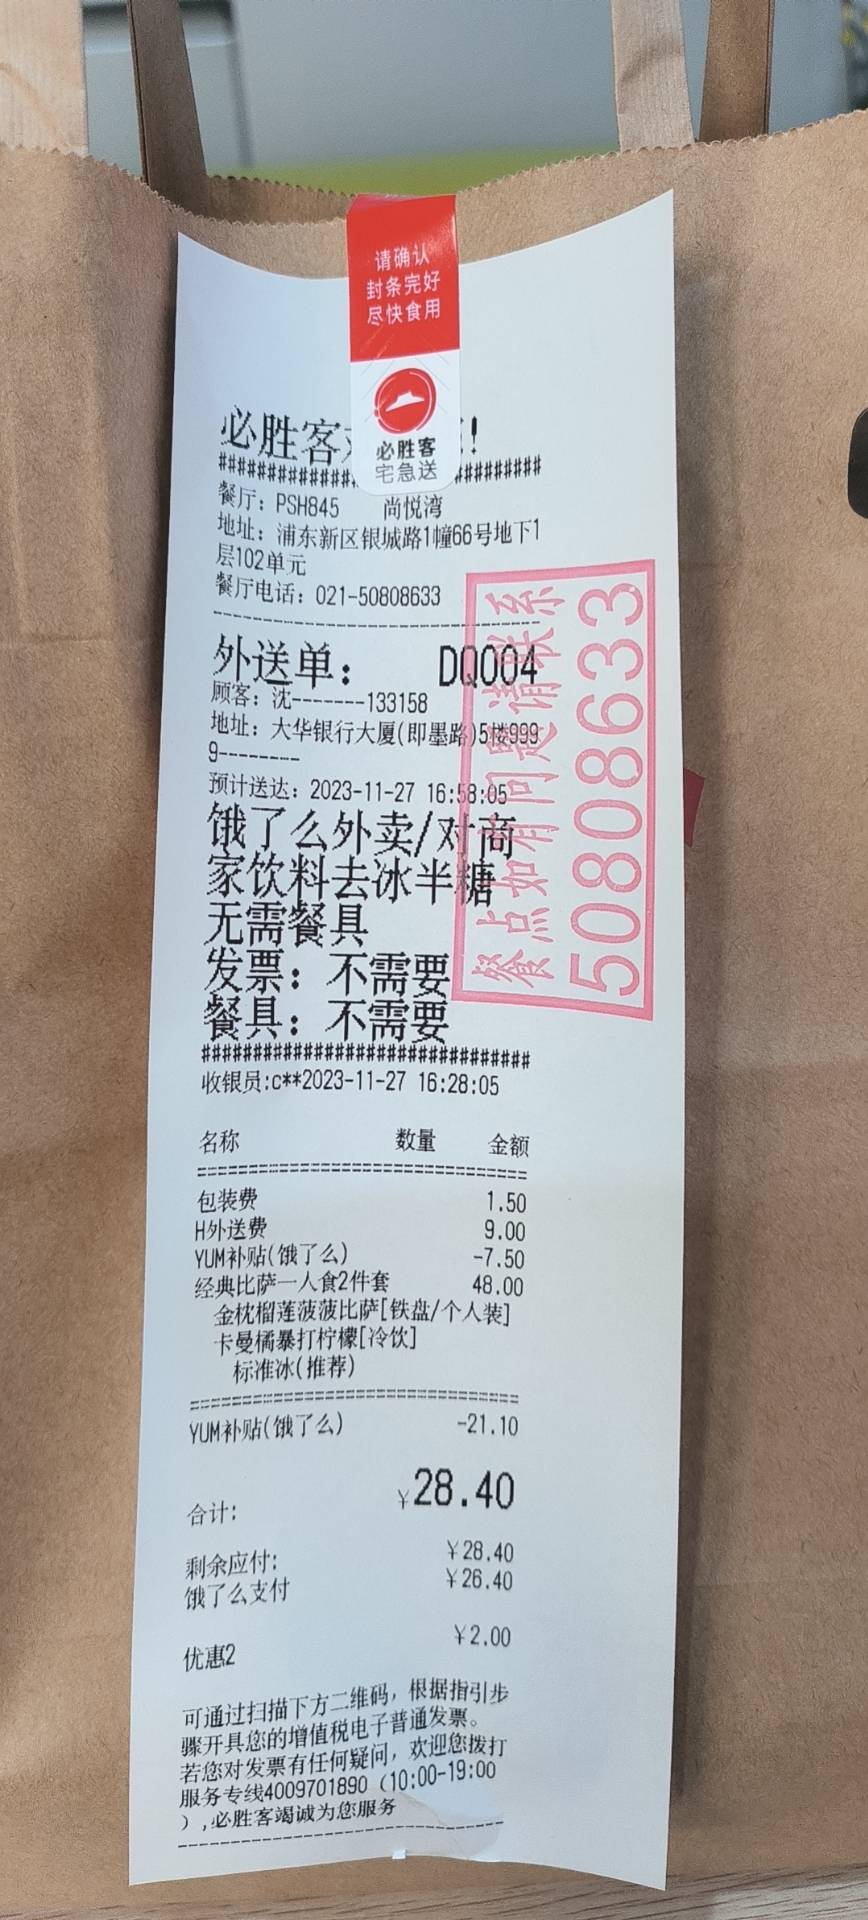 请确认
封条完好
尽快食用
必胜客
宅急送
必胜客 !
################################
餐厅: PSH845 尚悦湾
地址: 浦东新区银城路1幢66号地下1
层102单元
餐厅电话: 021-50808633
外送单: DQ004
顾客: 沈-------133158
地址: 大华银行大厦(即墨路)5楼999
9---------
预计送达: 2023-11-27 16:58:05
饿了么外卖/对商
家饮料去冰半糖
无需餐具
发票: 不需要
餐具: 不需要
################################
收银员:c**2023-11-27 16:28:05
餐点如有问题请联系
50808633
名称 数量 金额
================================
包装费 1.50
H外送费 9.00
YUM补贴(饿了么) -7.50
经典比萨一人食2件套 48.00
金枕榴莲菠菠比萨[铁盘/个人装]
卡曼橘暴打柠檬[冷饮]
标准冰(推荐)
================================
YUM补贴(饿了么) -21.10
合计: ¥28.40
剩余应付: ¥28.40
饿了么支付 ¥26.40
优惠2 ¥2.00
可通过扫描下方二维码，根据指引步
骤开具您的增值税电子普通发票。
若您对发票有任何疑问，欢迎您拨打
服务专线4009701890（10:00-19:00
）,必胜客竭诚为您服务